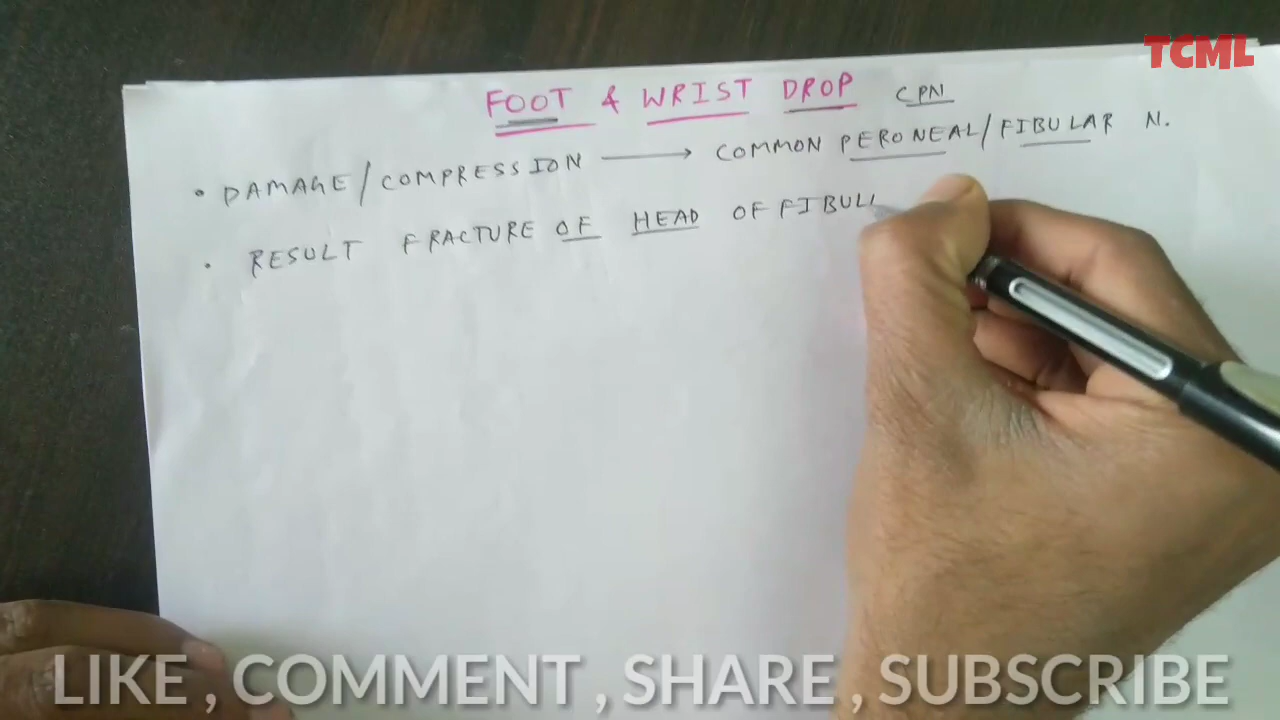 TCML
FOOT & WRIST DROP CPN
• DAMAGE/COMPRESSION → COMMON PERONEAL/FIBULAR N.
• RESULT FRACTURE OF HEAD OF FIBUL
LIKE , COMMENT , SHARE , SUBSCRIBE